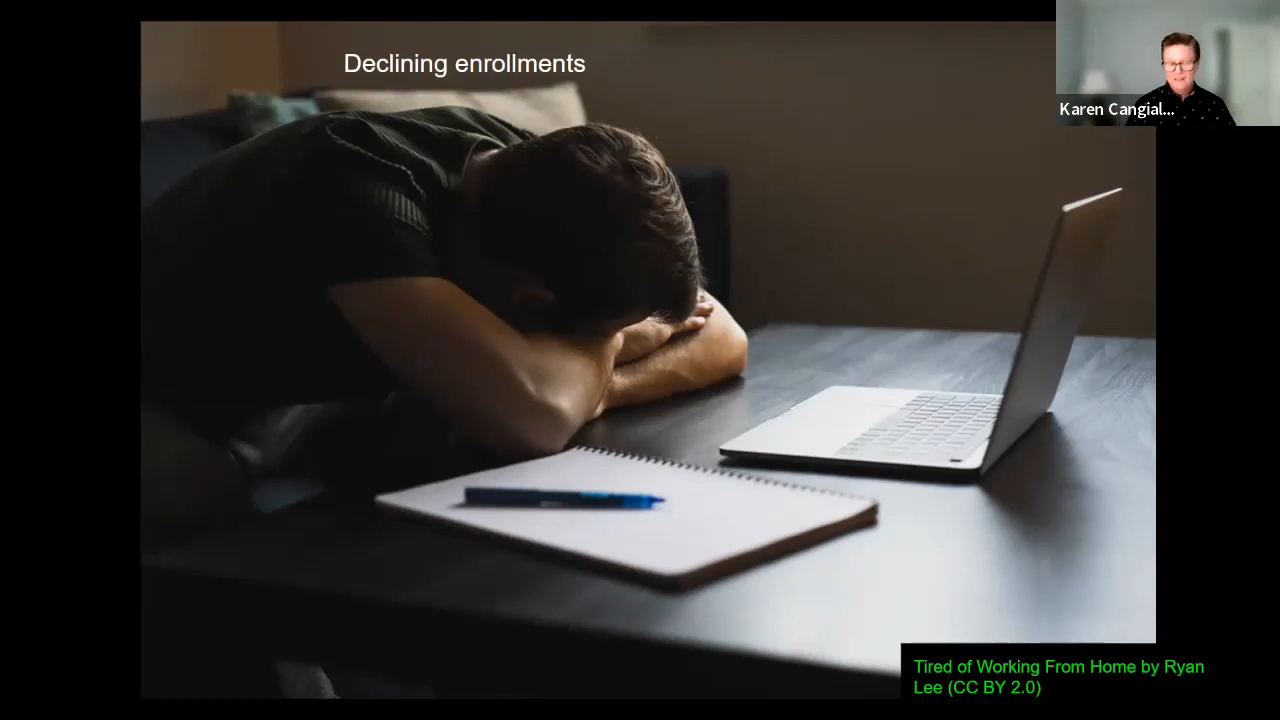 Declining enrollments
Karen Cangial...
Tired of Working From Home by Ryan
Lee (CC BY 2.0)